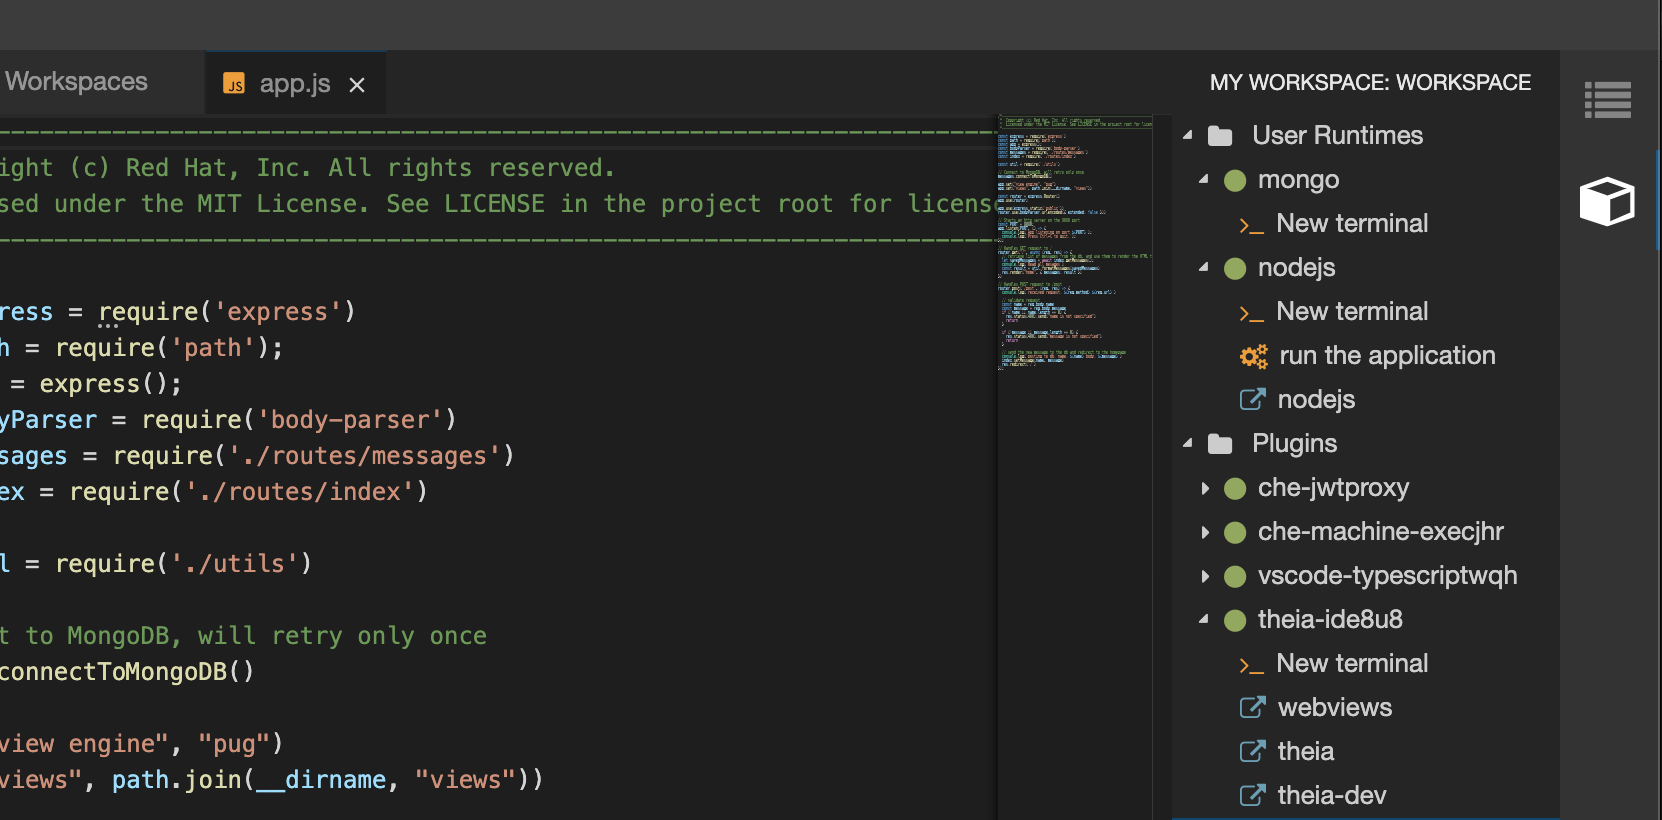 Workspaces
JS app.js
ight (c) Red Hat, Inc. All rights reserved.
sed under the MIT License. See LICENSE in the project root for licens
ress = require('express')
h = require('path');
= express();
yParser = require('body-parser')
sages = require('./routes/messages')
ex = require('./routes/index')
l = require('./utils')
t to MongoDB, will retry only once
connectToMongoDB()
view engine", "pug")
views", path.join(__dirname, "views"))
MY WORKSPACE: WORKSPACE
User Runtimes
mongo
New terminal
nodejs
New terminal
run the application
nodejs
Plugins
che-jwtproxy
che-machine-execjhr
vscode-typescriptwqh
theia-ide8u8
New terminal
webviews
theia
theia-dev